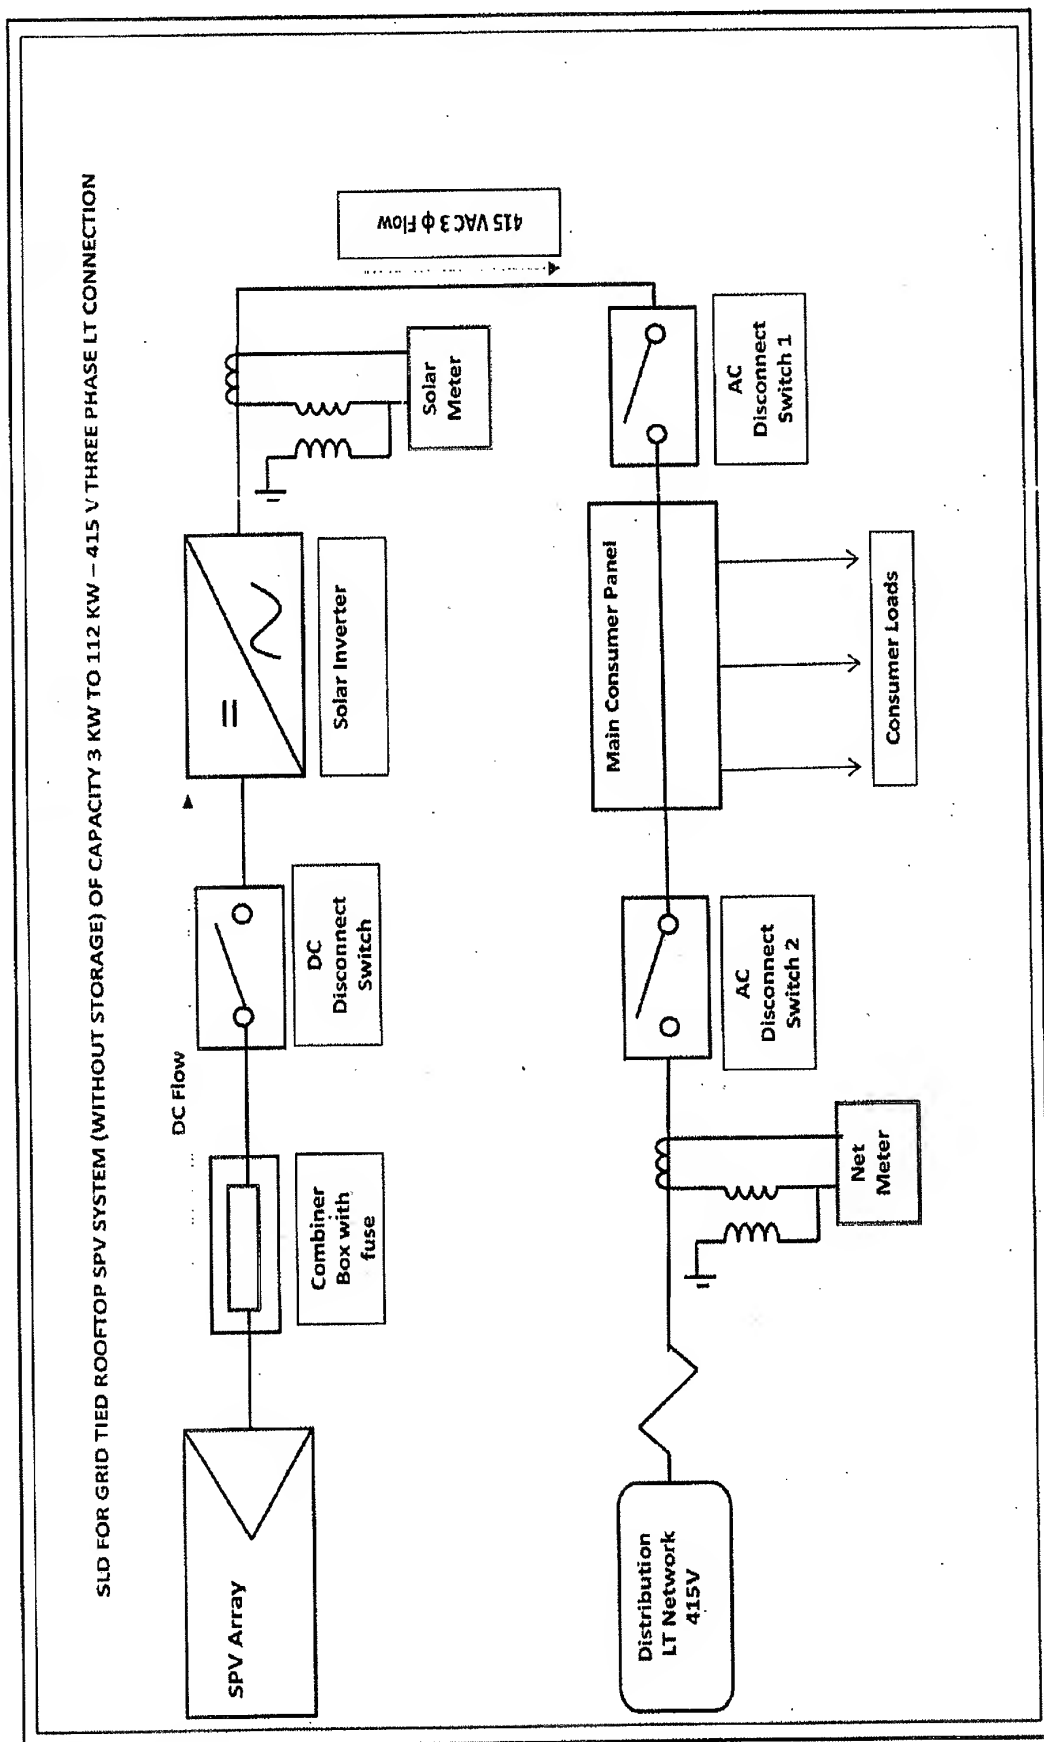 SLD FOR GRID TIED ROOFTOP SPV SYSTEM (WITHOUT STORAGE) OF CAPACITY 3 KW TO 112 KW – 415 V THREE PHASE LT CONNECTION
DC Flow
SPV Array
Combiner
Box with
fuse
DC
Disconnect
Switch
Solar Inverter
Solar
Meter
415 VAC 3 ϕ Flow
Distribution
LT Network
415V
Net
Meter
AC
Disconnect
Switch 2
Main Consumer Panel
Consumer Loads
AC
Disconnect
Switch 1